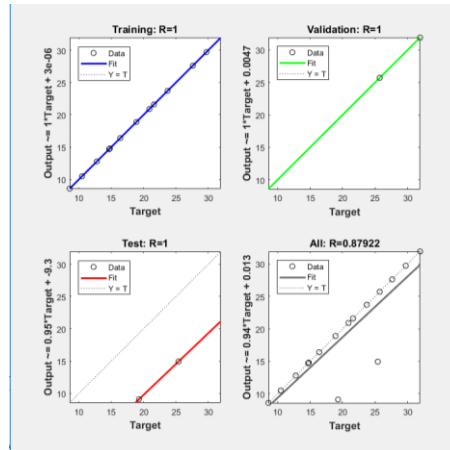 Training: R=1
Output ~= 1*Target + 3e-06
Data
Fit
Y = T
30
25
20
15
10
10 15 20 25 30
Target
Validation: R=1
Output ~= 1*Target + 0.0047
Data
Fit
Y = T
30
25
20
15
10
10 15 20 25 30
Target
Test: R=1
Output ~= 0.95*Target + -9.3
Data
Fit
Y = T
30
25
20
15
10
10 15 20 25 30
Target
All: R=0.87922
Output ~= 0.94*Target + 0.013
Data
Fit
Y = T
30
25
20
15
10
10 15 20 25 30
Target